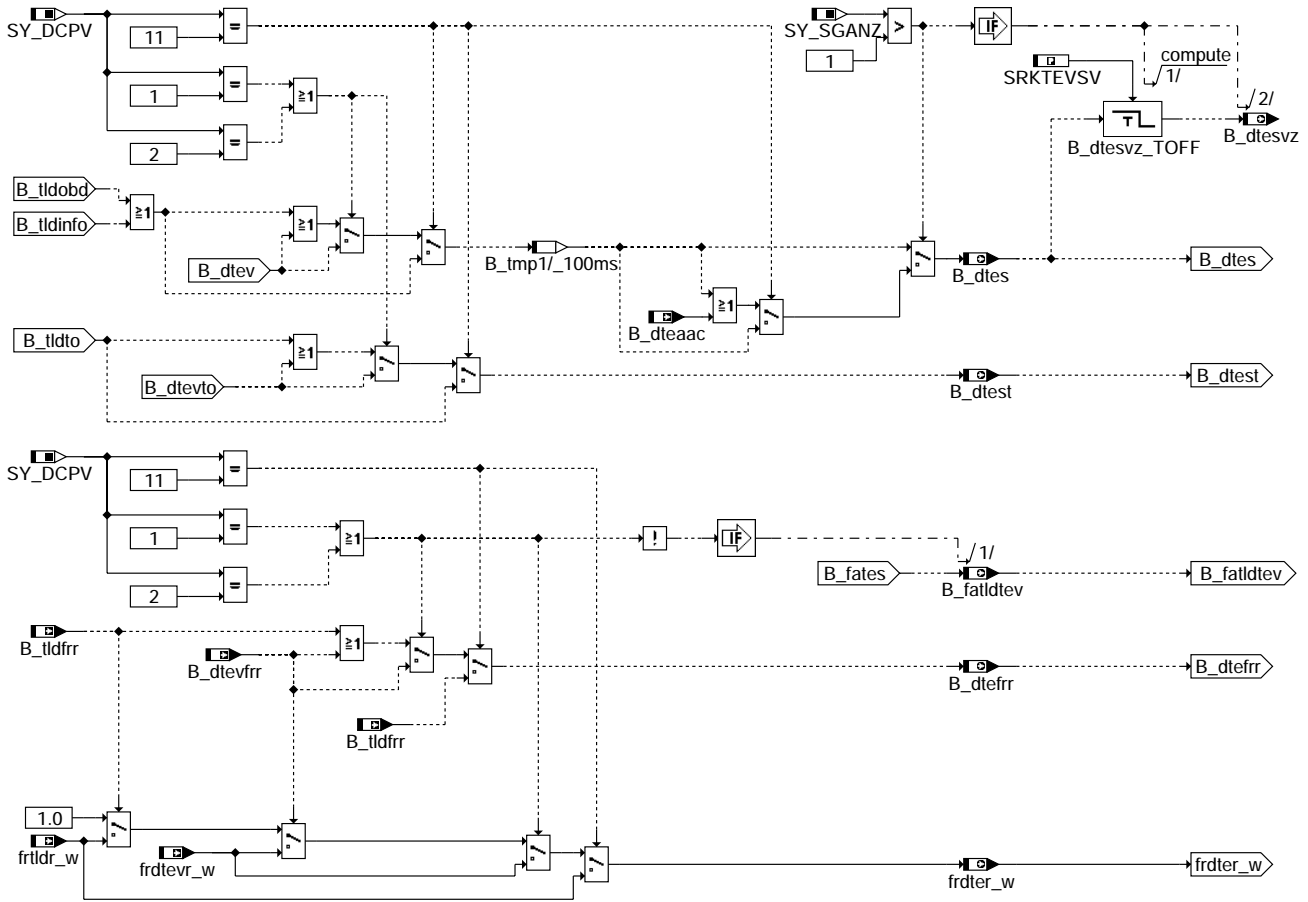 SY_DCPV
11
=
1
=
≥1
2
=
SY_SGANZ
1
>
IF
SRKTEVSV
compute
1/
2/
T
B_dtesvz_TOFF
B_dtesvz
B_tldobd
B_tldinfo
≥1
≥1
B_dtev
B_tmp1/_100ms
B_dteaac
≥1
B_dtes
B_dtes
B_tldto
≥1
B_dtevto
B_dtest
B_dtest
SY_DCPV
11
=
1
=
≥1
2
=
!
IF
1/
B_fates
B_fatldtev
B_fatldtev
B_tldfrr
≥1
B_dtevfrr
B_dtefrr
B_dtefrr
B_tldfrr
1.0
frtldr_w
frdtevr_w
frdter_w
frdter_w